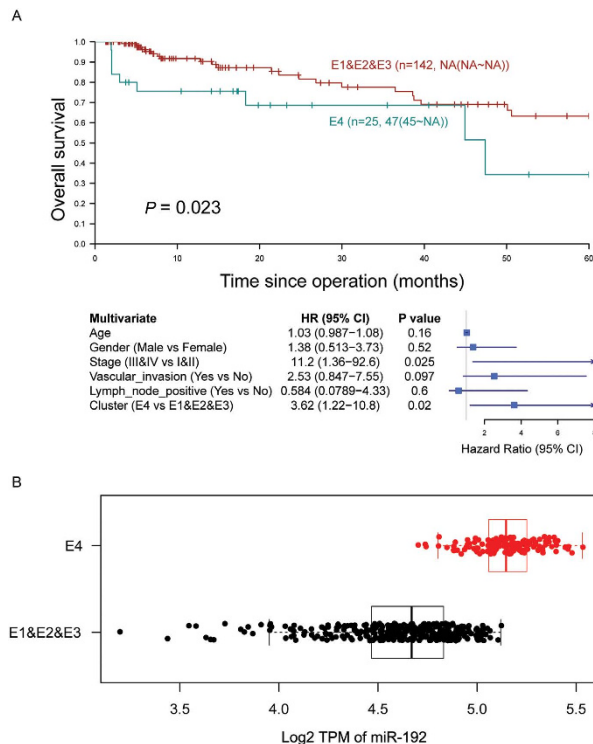 A
Overall survival
1.0
0.9
0.8
0.7
0.6
0.5
0.4
0.3
0.2
0.1
0.0
E1&E2&E3 (n=142, NA(NA~NA))
E4 (n=25, 47(45~NA))
P = 0.023
0 10 20 30 40 50 60
Time since operation (months)
Multivariate HR (95% CI) P value
Age 1.03 (0.987−1.08) 0.16
Gender (Male vs Female) 1.38 (0.513−3.73) 0.52
Stage (III&IV vs I&II) 11.2 (1.36−92.6) 0.025
Vascular_invasion (Yes vs No) 2.53 (0.847−7.55) 0.097
Lymph_node_positive (Yes vs No) 0.584 (0.0789−4.33) 0.6
Cluster (E4 vs E1&E2&E3) 3.62 (1.22−10.8) 0.02
2 4 6 8
Hazard Ratio (95% CI)
B
E4
E1&E2&E3
3.5 4.0 4.5 5.0 5.5
Log2 TPM of miR-192